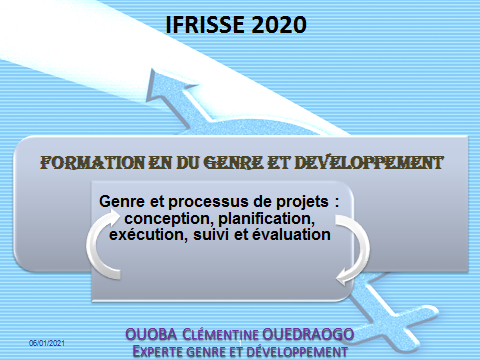 IFRISSE 2020
FORMATION EN DU GENRE ET DEVELOPPEMENT
Genre et processus de projets :
conception, planification,
exécution, suivi et évaluation
OUOBA CLÉMENTINE OUEDRAOGO
06/01/2021
EXPERTE GENRE ET DÉVELOPPEMENT